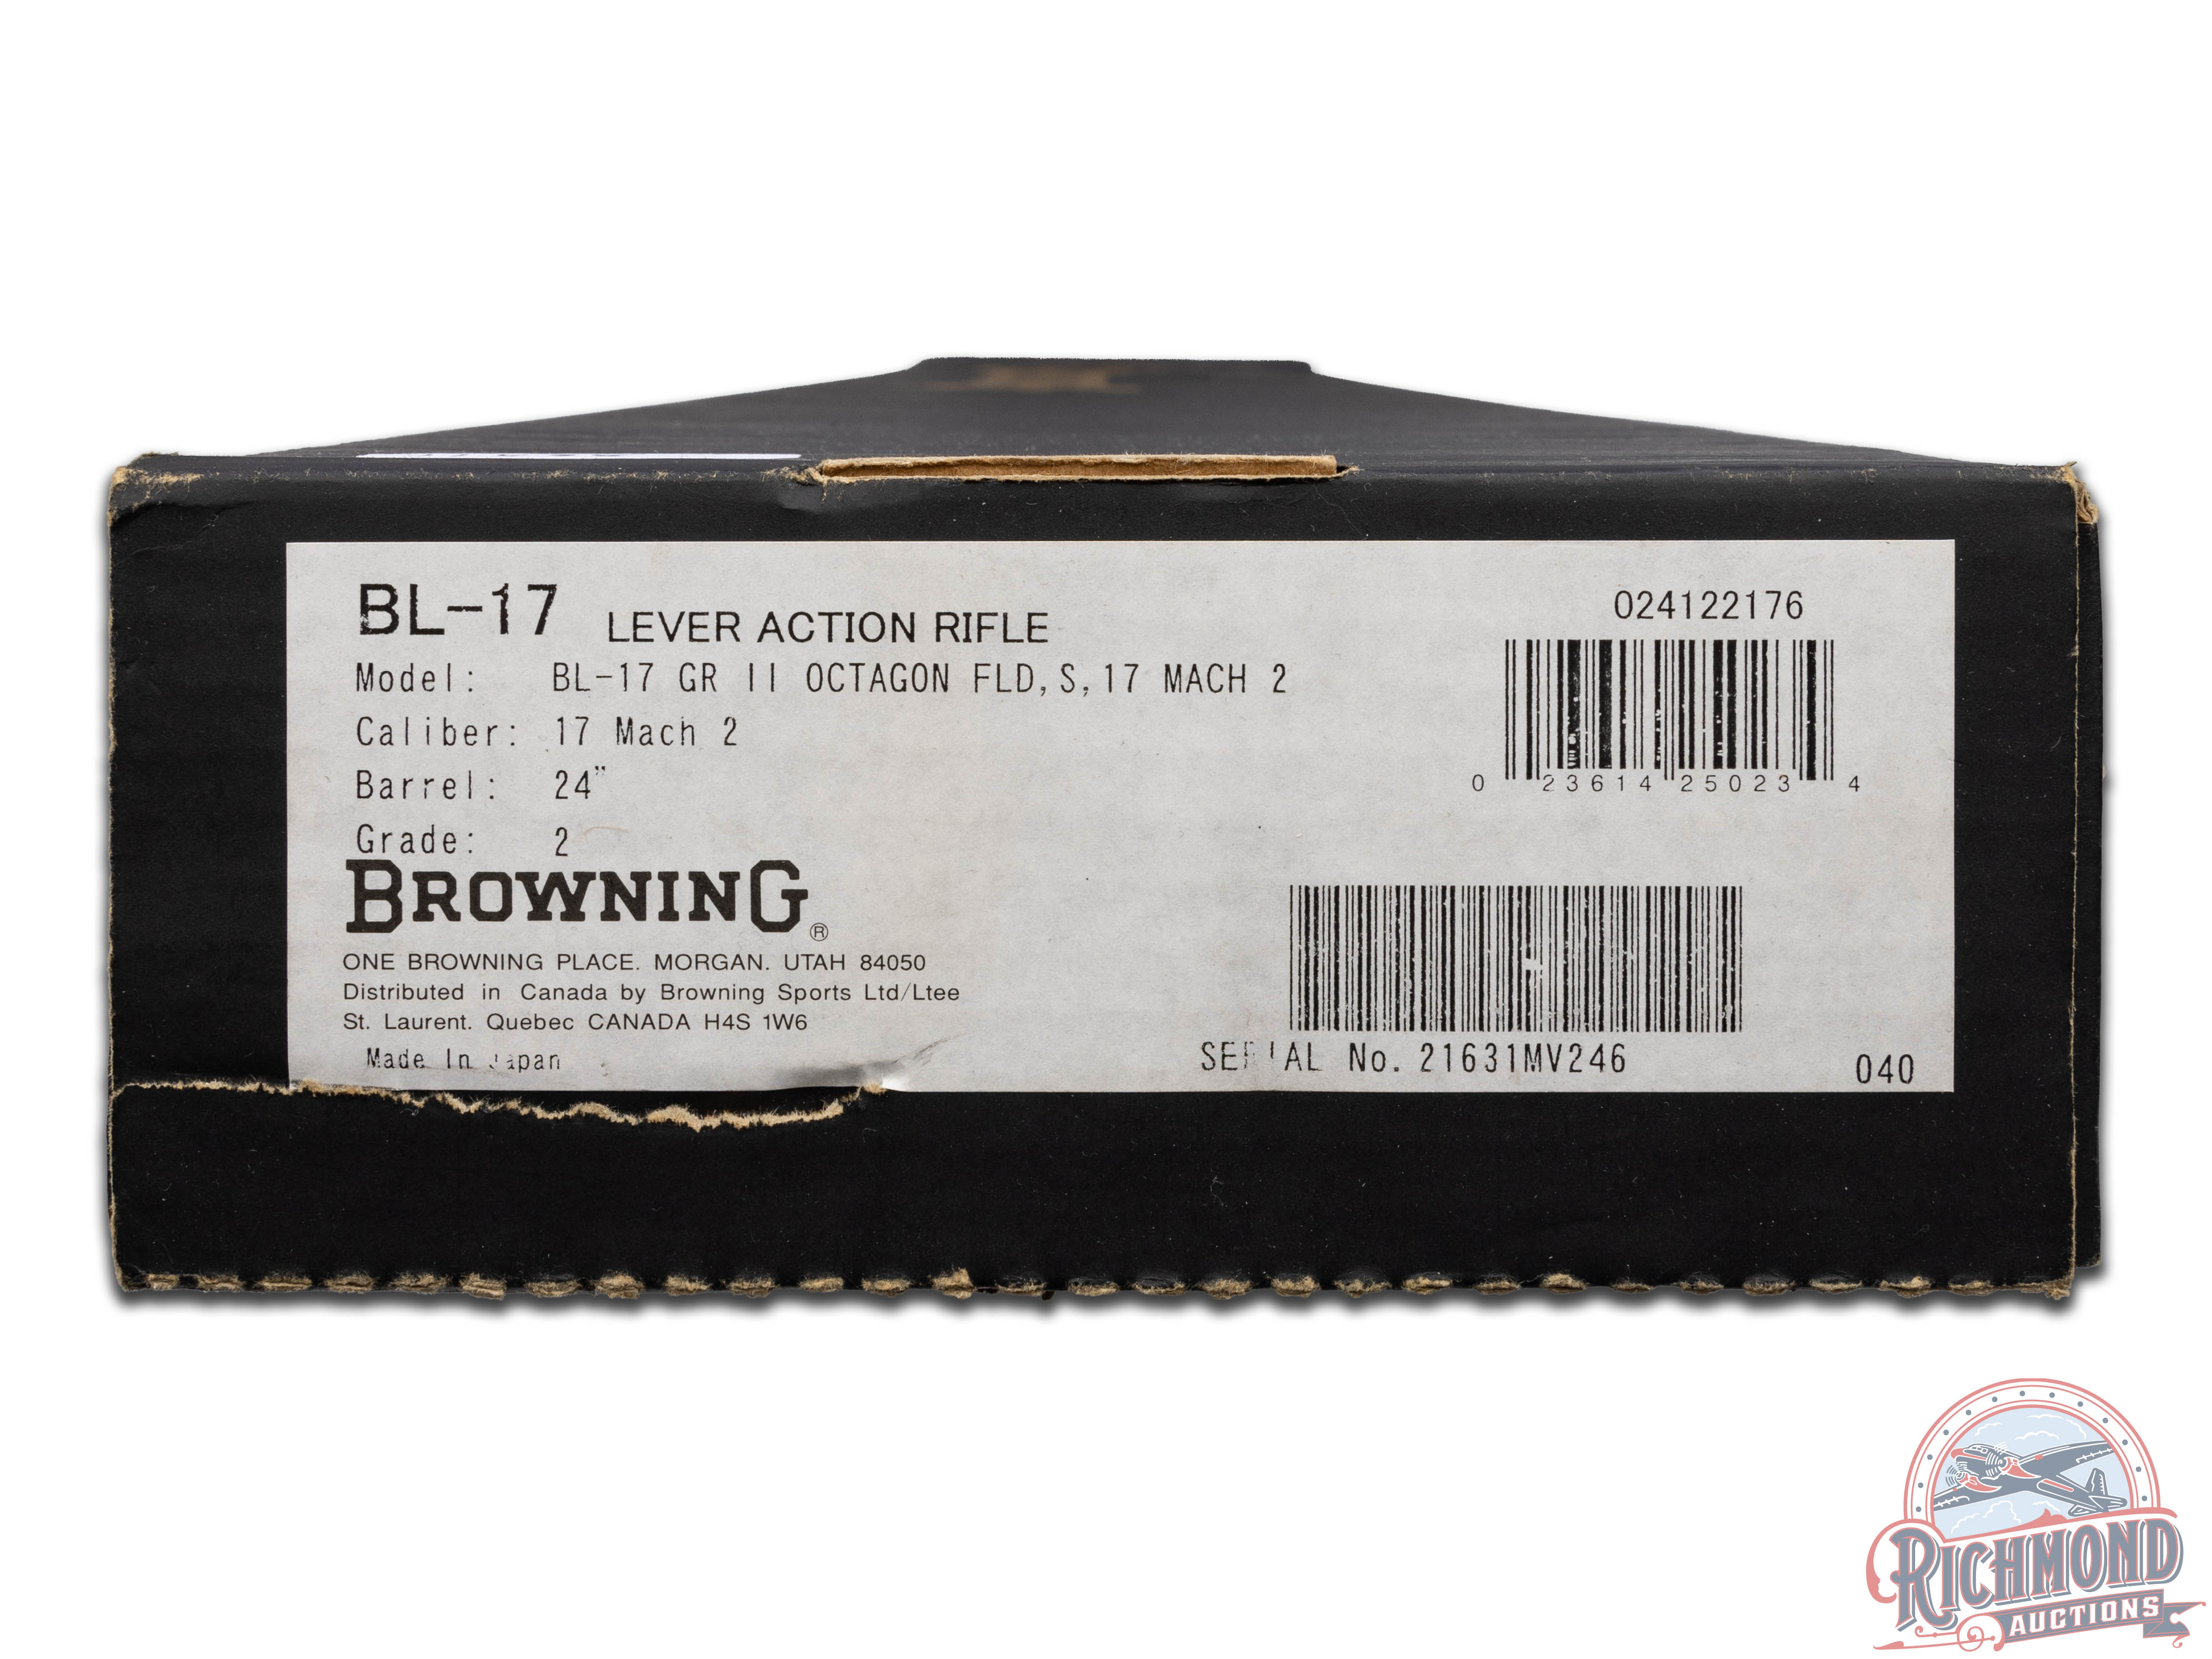 BL-17 LEVER ACTION RIFLE
024122176
Model: BL-17 GR II OCTAGON FLD,S,17 MACH 2
Caliber: 17 Mach 2
Barrel: 24"
0 23614 25023 4
Grade: 2
BROWNING®
ONE BROWNING PLACE. MORGAN. UTAH 84050
Distributed in Canada by Browning Sports Ltd/Ltee
St. Laurent. Quebec CANADA H4S 1W6
Made In Japan
SERIAL No. 21631MV246
040
RICHMOND
AUCTIONS